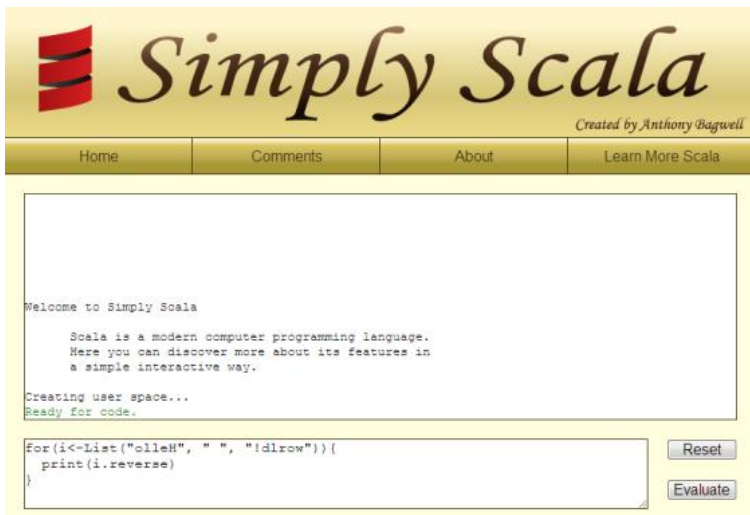 Simply Scala
Created by Anthony Bagwell
Home Comments About Learn More Scala
Welcome to Simply Scala
Scala is a modern computer programming language.
Here you can discover more about its features in
a simple interactive way.
Creating user space...
Ready for code.
for(i<-List("olleH", " ", "!dlrow")){
  print(i.reverse)
}
Reset
Evaluate